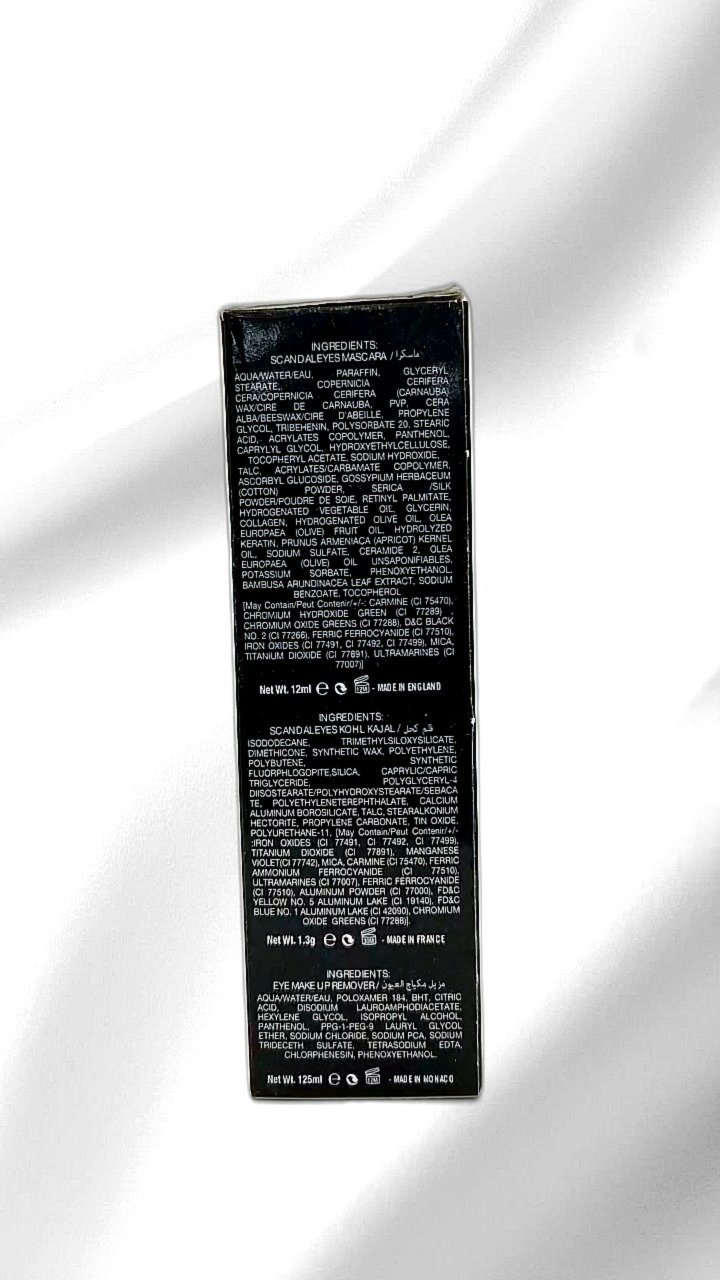 INGREDIENTS:
SCANDALEYES MASCARA / ماسكرا
AQUA/WATER/EAU, PARAFFIN, GLYCERYL
STEARATE, COPERNICIA CERIFERA
CERA/COPERNICIA CERIFERA (CARNAUBA)
WAX/CIRE DE CARNAUBA, PVP, CERA
ALBA/BEESWAX/CIRE D'ABEILLE, PROPYLENE
GLYCOL, TRIBEHENIN, POLYSORBATE 20, STEARIC
ACID, ACRYLATES COPOLYMER, PANTHENOL,
CAPRYLYL GLYCOL, HYDROXYETHYLCELLULOSE,
TOCOPHERYL ACETATE, SODIUM HYDROXIDE,
TALC, ACRYLATES/CARBAMATE COPOLYMER,
ASCORBYL GLUCOSIDE, GOSSYPIUM HERBACEUM
(COTTON) POWDER, SERICA /SILK
POWDER/POUDRE DE SOIE, RETINYL PALMITATE,
HYDROGENATED VEGETABLE OIL, GLYCERIN,
COLLAGEN, HYDROGENATED OLIVE OIL, OLEA
EUROPAEA (OLIVE) FRUIT OIL, HYDROLYZED
KERATIN, PRUNUS ARMENIACA (APRICOT) KERNEL
OIL, SODIUM SULFATE, CERAMIDE 2, OLEA
EUROPAEA (OLIVE) OIL UNSAPONIFIABLES,
POTASSIUM SORBATE, PHENOXYETHANOL,
BAMBUSA ARUNDINACEA LEAF EXTRACT, SODIUM
BENZOATE, TOCOPHEROL
[May Contain/Peut Contenir/+/-: CARMINE (CI 75470),
CHROMIUM HYDROXIDE GREEN (CI 77289) ,
CHROMIUM OXIDE GREENS (CI 77288), D&C BLACK
NO. 2 (CI 77266), FERRIC FERROCYANIDE (CI 77510),
IRON OXIDES (CI 77491, CI 77492, CI 77499), MICA,
TITANIUM DIOXIDE (CI 77891), ULTRAMARINES (CI
77007)]
Net Wt. 12ml e 12M - MADE IN ENGLAND
INGREDIENTS:
SCANDALEYES KOHL KAJAL / قلم كحل
ISODODECANE, TRIMETHYLSILOXYSILICATE,
DIMETHICONE, SYNTHETIC WAX, POLYETHYLENE,
POLYBUTENE, SYNTHETIC
FLUORPHLOGOPITE,SILICA, CAPRYLIC/CAPRIC
TRIGLYCERIDE, POLYGLYCERYL-4
DIISOSTEARATE/POLYHYDROXYSTEARATE/SEBACA
TE, POLYETHYLENETEREPHTHALATE, CALCIUM
ALUMINUM BOROSILICATE, TALC, STEARALKONIUM
HECTORITE, PROPYLENE CARBONATE, TIN OXIDE,
POLYURETHANE-11, [May Contain/Peut Contenir/+/-
:IRON OXIDES (CI 77491, CI 77492, CI 77499),
TITANIUM DIOXIDE (CI 77891), MANGANESE
VIOLET(CI 77742), MICA, CARMINE (CI 75470), FERRIC
AMMONIUM FERROCYANIDE (CI 77510),
ULTRAMARINES (CI 77007), FERRIC FERROCYANIDE
(CI 77510), ALUMINUM POWDER (CI 77000), FD&C
YELLOW NO. 5 ALUMINUM LAKE (CI 19140), FD&C
BLUE NO. 1 ALUMINUM LAKE (CI 42090), CHROMIUM
OXIDE GREENS (CI 77288)].
Net Wt. 1.3g e - MADE IN FRANCE
INGREDIENTS:
EYE MAKE UP REMOVER / مزيل مكياج العيون
AQUA/WATER/EAU, POLOXAMER 184, BHT, CITRIC
ACID, DISODIUM LAUROAMPHODIACETATE,
HEXYLENE GLYCOL, ISOPROPYL ALCOHOL,
PANTHENOL, PPG-1-PEG-9 LAURYL GLYCOL
ETHER, SODIUM CHLORIDE, SODIUM PCA, SODIUM
TRIDECETH SULFATE, TETRASODIUM EDTA,
CHLORPHENESIN, PHENOXYETHANOL.
Net Wt. 125ml e 12M - MADE IN MONACO